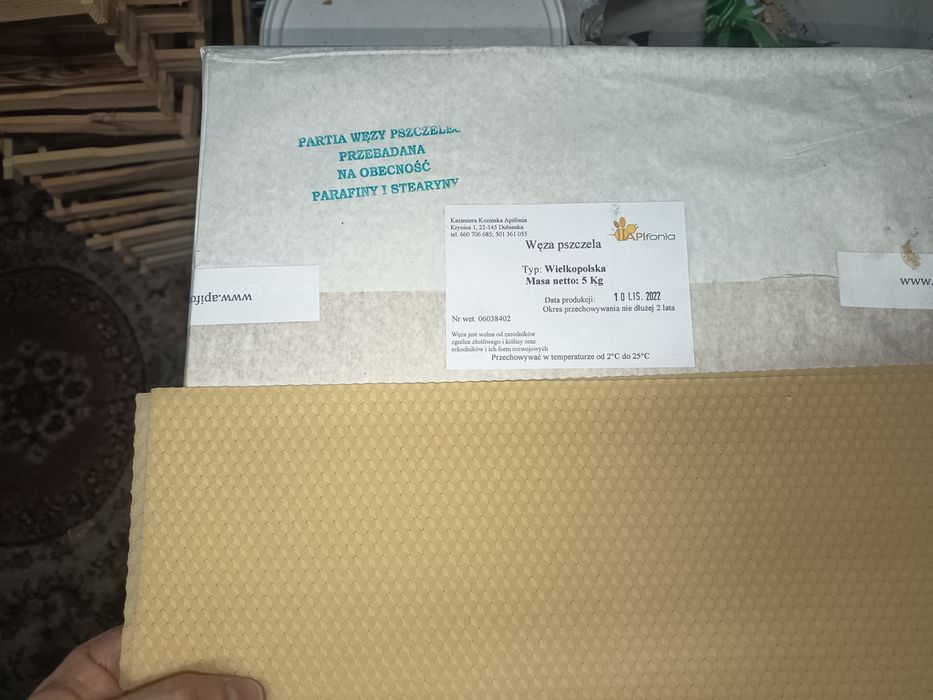 PARTIA WĘZY PSZCZELEJ
PRZEBADANA
NA OBECNOŚĆ
PARAFINY I STEARYNY
Kazimiera Kozińska Apifonia
Krynica 1, 22-145 Dubienka
tel. 660 706 685; 501 361 055
APIfonia
Węza pszczela
Typ: Wielkopolska
Masa netto: 5 Kg
Data produkcji: 10 LIS. 2022
Okres przechowywania nie dłużej 2 lata
Nr wet. 06038402
Węza jest wolna od zarodników
zgnilca złośliwego i kiślicy oraz
szkodników i ich form rozwojowych
Przechowywać w temperaturze od 2°C do 25°C
www.apifo
www.